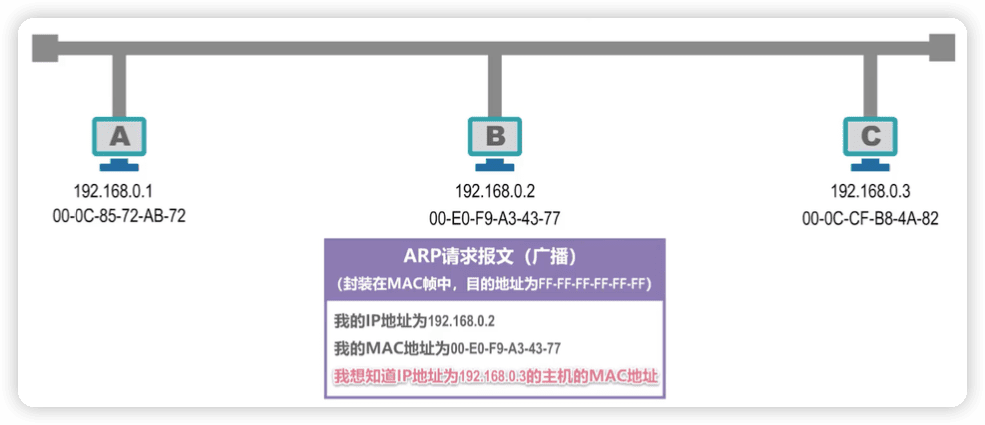 A
B
C
192.168.0.1
00-0C-85-72-AB-72
192.168.0.2
00-E0-F9-A3-43-77
192.168.0.3
00-0C-CF-B8-4A-82
ARP请求报文（广播）
（封装在MAC帧中，目的地址为FF-FF-FF-FF-FF-FF）
我的IP地址为192.168.0.2
我的MAC地址为00-E0-F9-A3-43-77
我想知道IP地址为192.168.0.3的主机的MAC地址